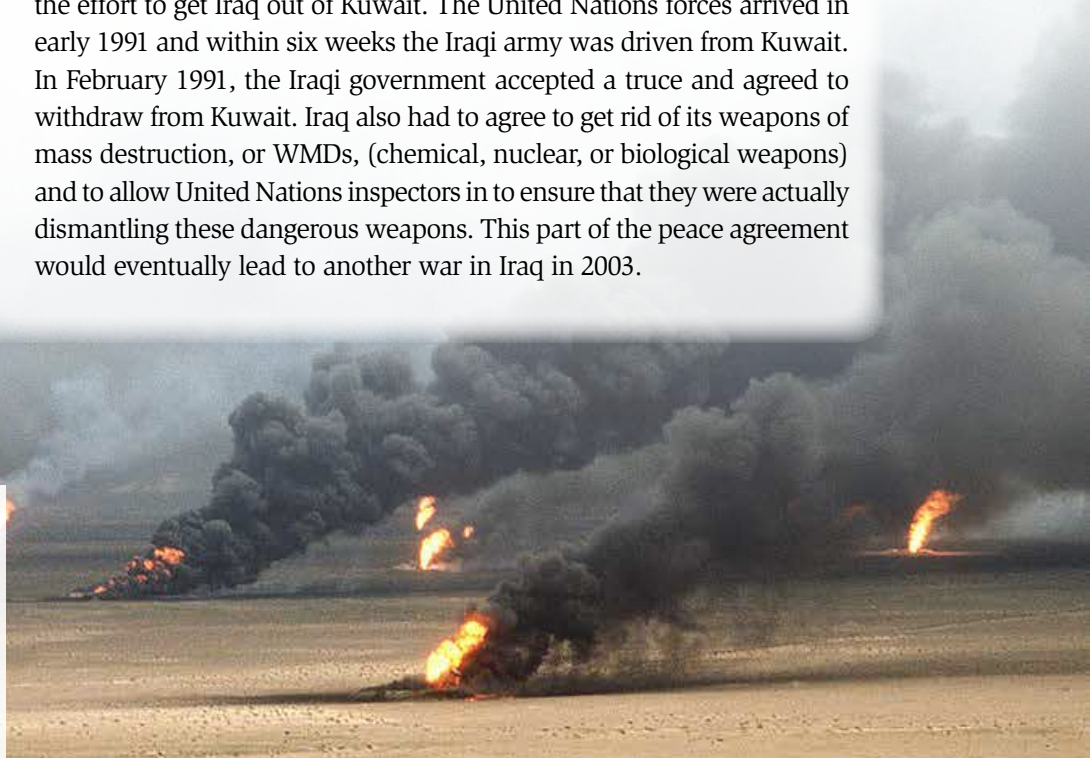 the effort to get Iraq out of Kuwait. The United Nations forces arrived in
early 1991 and within six weeks the Iraqi army was driven from Kuwait.
In February 1991, the Iraqi government accepted a truce and agreed to
withdraw from Kuwait. Iraq also had to agree to get rid of its weapons of
mass destruction, or WMDs, (chemical, nuclear, or biological weapons)
and to allow United Nations inspectors in to ensure that they were actually
dismantling these dangerous weapons. This part of the peace agreement
would eventually lead to another war in Iraq in 2003.